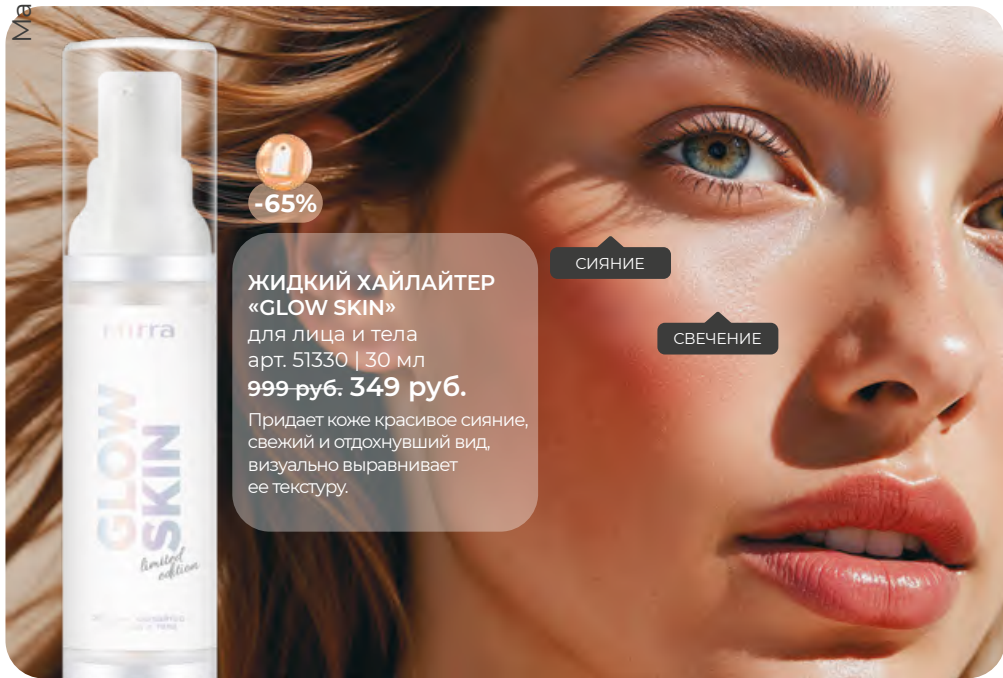 Ma
-65%
ЖИДКИЙ ХАЙЛАЙТЕР
«GLOW SKIN»
для лица и тела
арт. 51330 | 30 мл
999 руб. 349 руб.
Придает коже красивое сияние,
свежий и отдохнувший вид,
визуально выравнивает
ее текстуру.
СИЯНИЕ
СВЕЧЕНИЕ
mirra
GLOW
SKIN
limited
edition